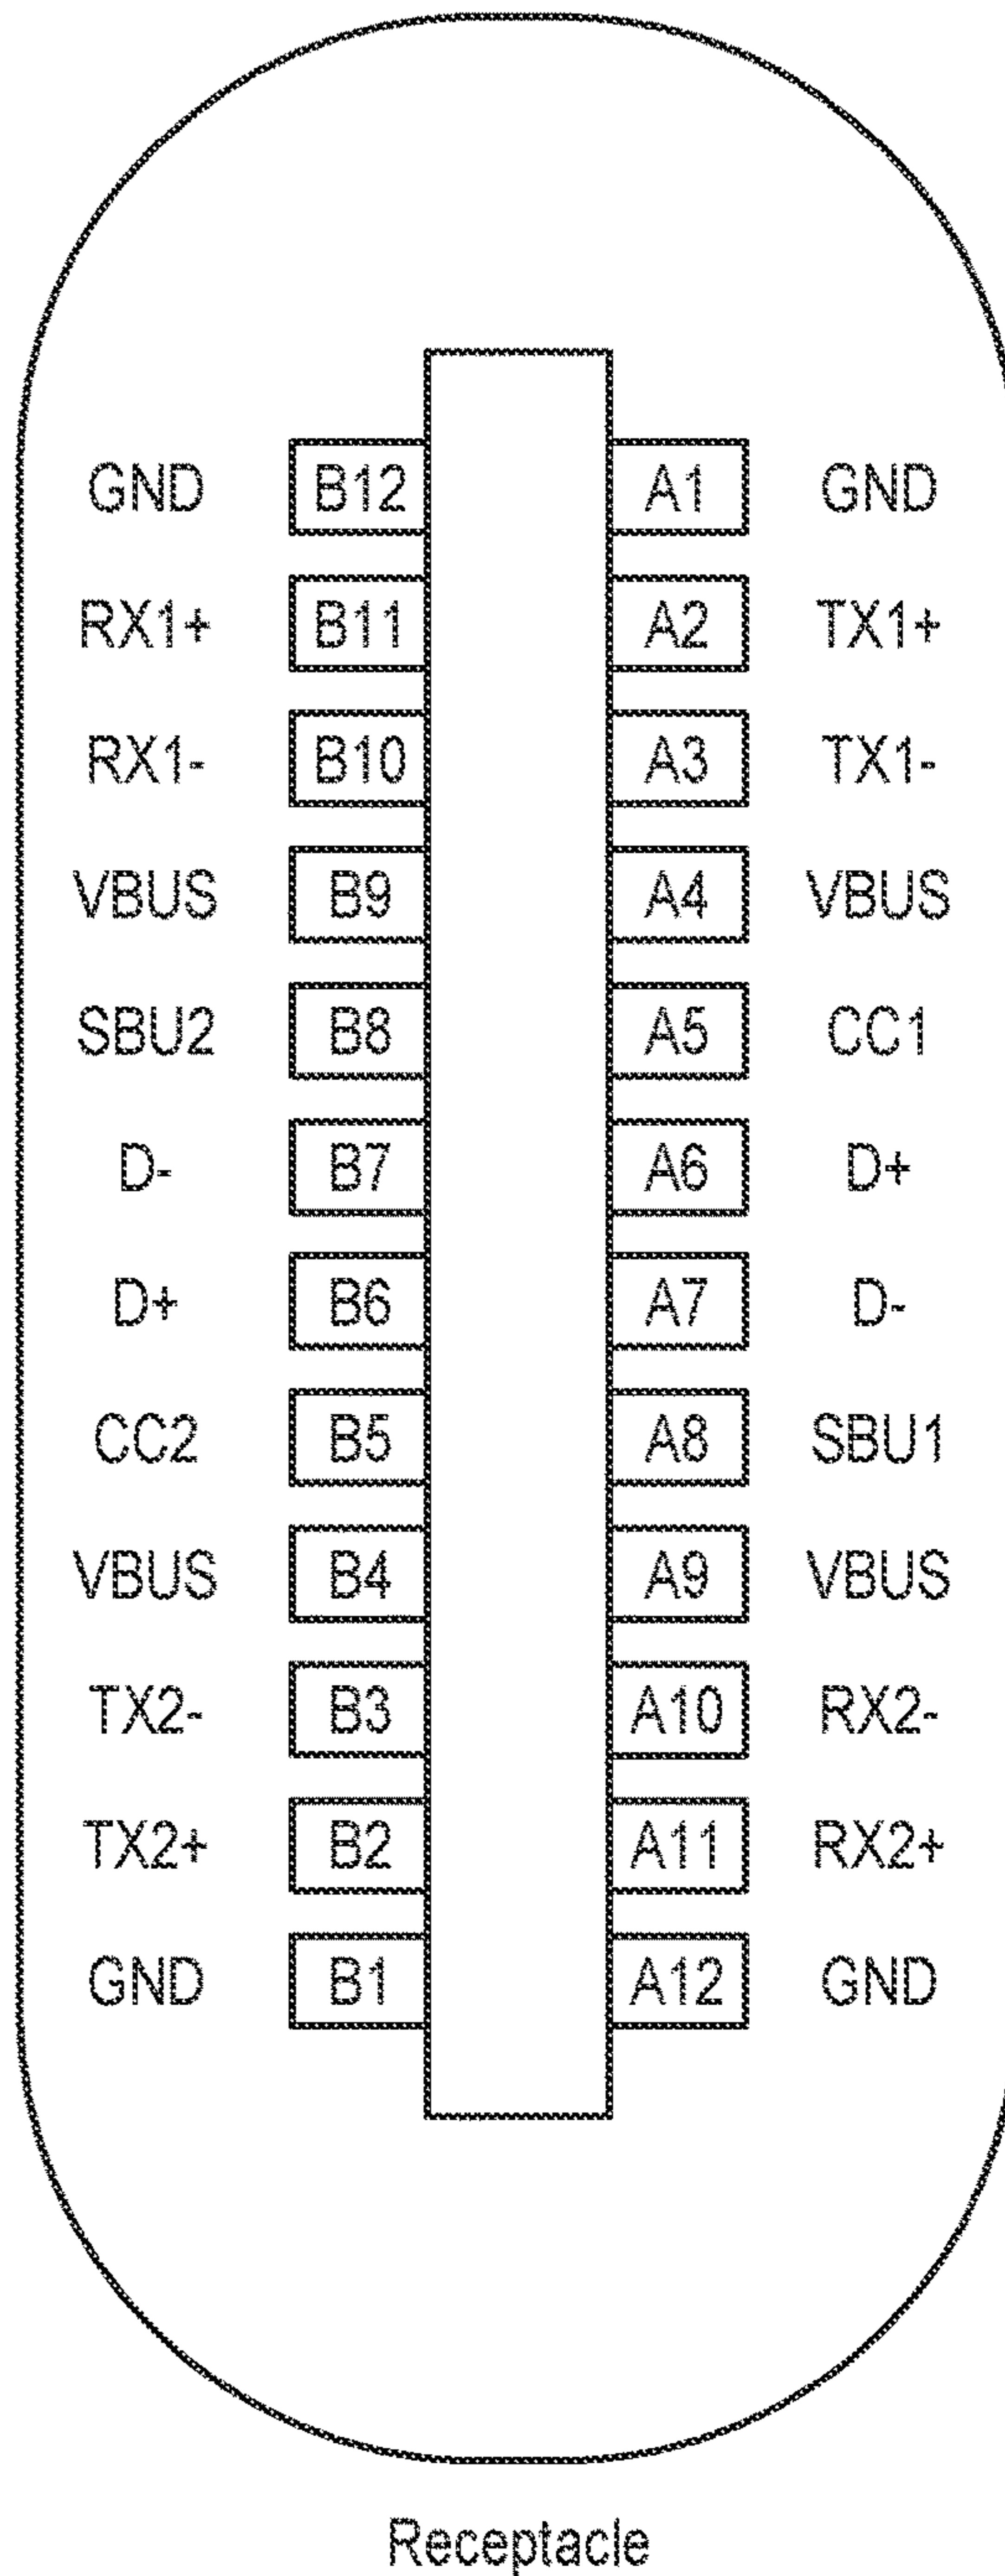 GND B12 A1 GND
RX1+ B11 A2 TX1+
RX1- B10 A3 TX1-
VBUS B9 A4 VBUS
SBU2 B8 A5 CC1
D- B7 A6 D+
D+ B6 A7 D-
CC2 B5 A8 SBU1
VBUS B4 A9 VBUS
TX2- B3 A10 RX2-
TX2+ B2 A11 RX2+
GND B1 A12 GND
Receptacle